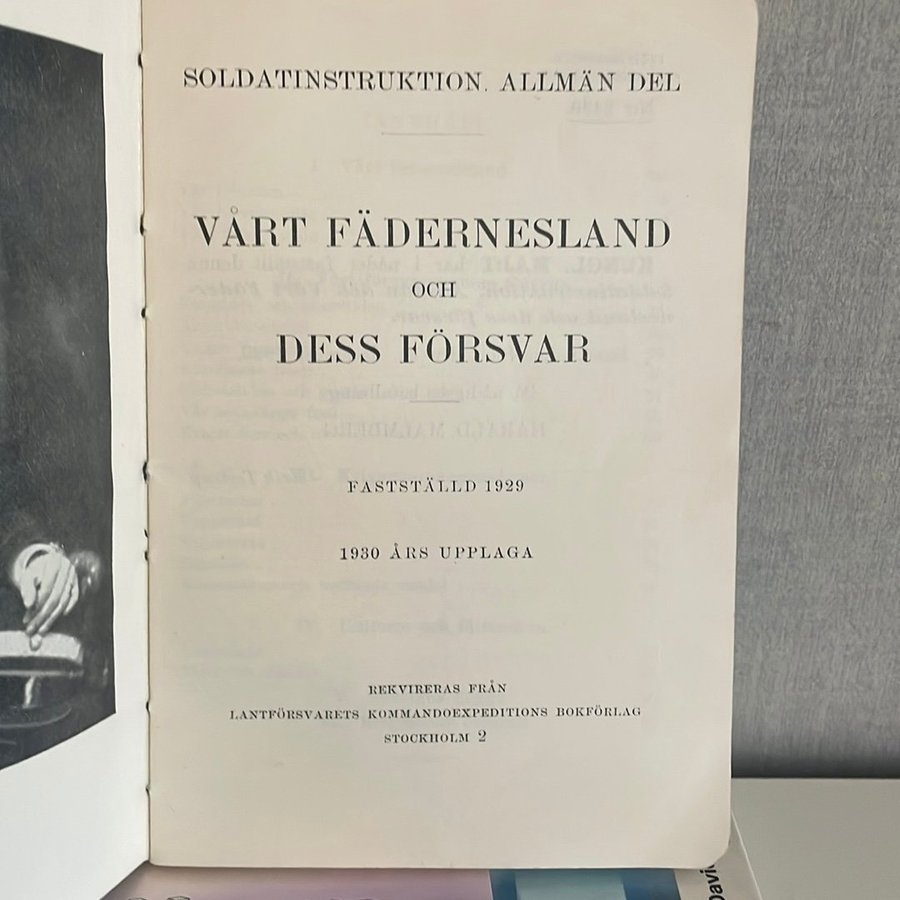 SOLDATINSTRUKTION. ALLMÄN DEL
VÅRT FÄDERNESLAND
OCH
DESS FÖRSVAR
FASTSTÄLLD 1929
1930 ÅRS UPPLAGA
REKVIRERAS FRÅN
LANTFÖRSVARETS KOMMANDOEXPEDITIONS BOKFÖRLAG
STOCKHOLM 2